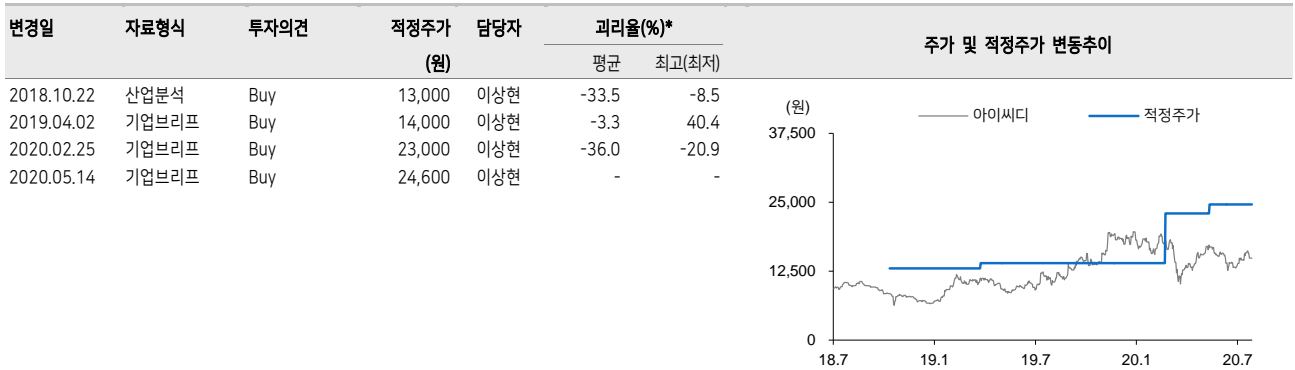 변경일 자료형식 투자의견 적정주가 담당자 괴리율(%)*
(원) 평균 최고(최저)
2018.10.22 산업분석 Buy 13,000 이상현 -33.5 -8.5
2019.04.02 기업브리프 Buy 14,000 이상현 -3.3 40.4
2020.02.25 기업브리프 Buy 23,000 이상현 -36.0 -20.9
2020.05.14 기업브리프 Buy 24,600 이상현 - -
주가 및 적정주가 변동추이
(원) 아이씨디 적정주가
37,500
25,000
12,500
0
18.7 19.1 19.7 20.1 20.7